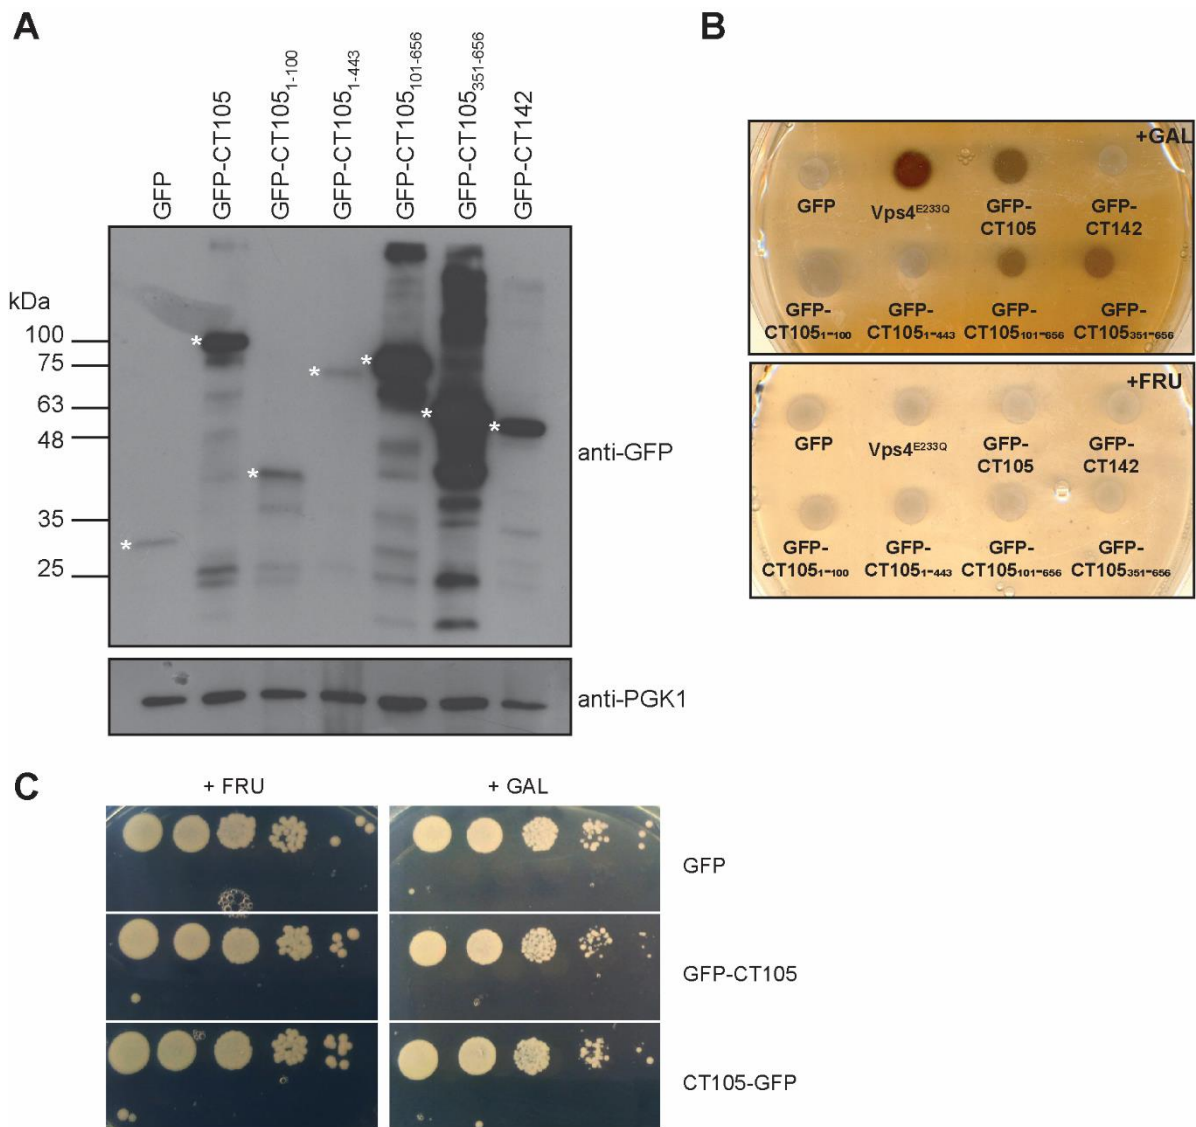 A
GFP
GFP-CT105
GFP-CT105₁₋₁₀₀
GFP-CT105₁₋₄₄₃
GFP-CT105₁₀₁₋₆₅₆
GFP-CT105₃₅₁₋₆₅₆
GFP-CT142
kDa
100
75
63
48
35
25
*
*
*
*
*
*
*
anti-GFP
anti-PGK1
B
+GAL
GFP
Vps4ᴱ²³³Q
GFP-
CT105
GFP-
CT142
GFP-
CT105₁₋₁₀₀
GFP-
CT105₁₋₄₄₃
GFP-
CT105₁₀₁₋₆₅₆
GFP-
CT105₃₅₁₋₆₅₆
+FRU
GFP
Vps4ᴱ²³³Q
GFP-
CT105
GFP-
CT142
GFP-
CT105₁₋₁₀₀
GFP-
CT105₁₋₄₄₃
GFP-
CT105₁₀₁₋₆₅₆
GFP-
CT105₃₅₁₋₆₅₆
C
+ FRU
+ GAL
GFP
GFP-CT105
CT105-GFP